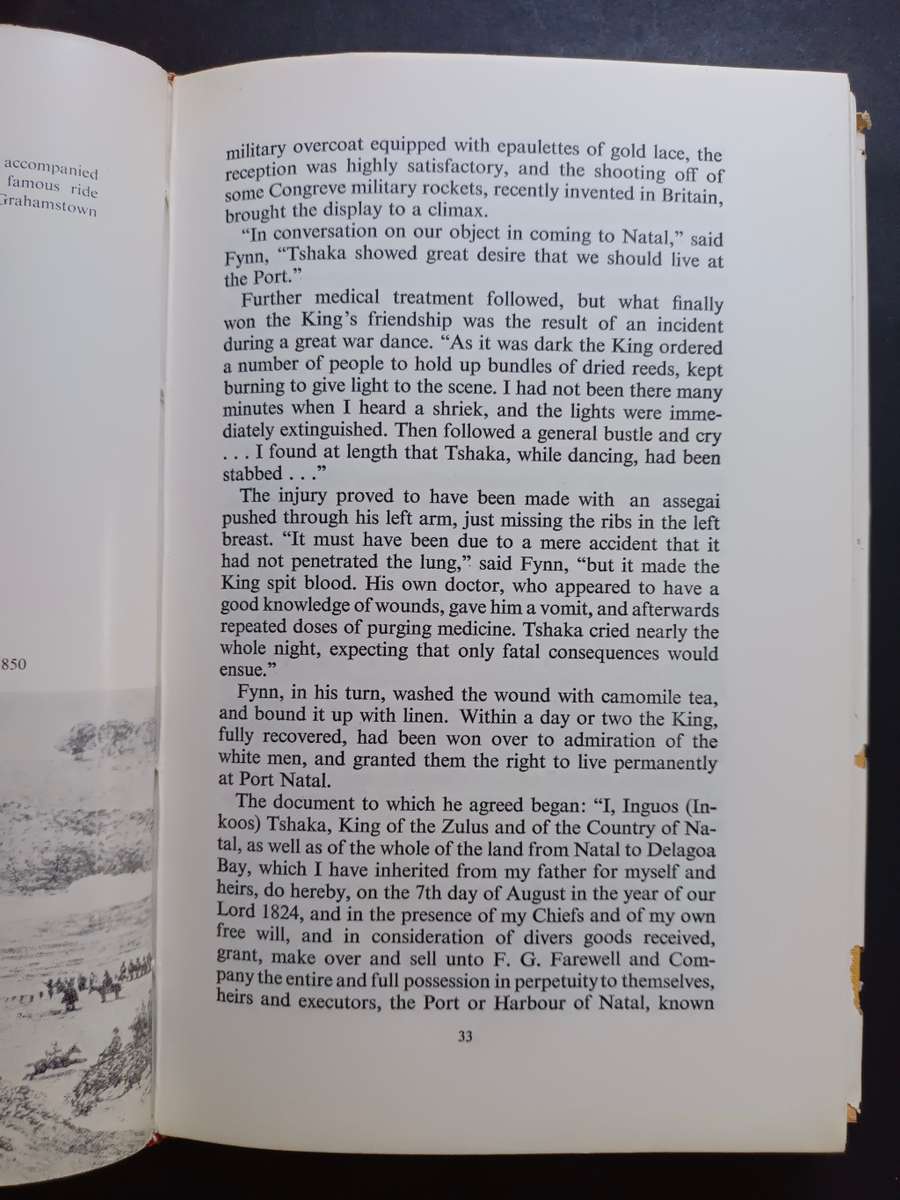 accompanied
famous ride
Grahamstown
850
military overcoat equipped with epaulettes of gold lace, the
reception was highly satisfactory, and the shooting off of
some Congreve military rockets, recently invented in Britain,
brought the display to a climax.
“In conversation on our object in coming to Natal,” said
Fynn, “Tshaka showed great desire that we should live at
the Port.”
Further medical treatment followed, but what finally
won the King’s friendship was the result of an incident
during a great war dance. “As it was dark the King ordered
a number of people to hold up bundles of dried reeds, kept
burning to give light to the scene. I had not been there many
minutes when I heard a shriek, and the lights were imme-
diately extinguished. Then followed a general bustle and cry
. . . I found at length that Tshaka, while dancing, had been
stabbed . . .”
The injury proved to have been made with an assegai
pushed through his left arm, just missing the ribs in the left
breast. “It must have been due to a mere accident that it
had not penetrated the lung,” said Fynn, “but it made the
King spit blood. His own doctor, who appeared to have a
good knowledge of wounds, gave him a vomit, and afterwards
repeated doses of purging medicine. Tshaka cried nearly the
whole night, expecting that only fatal consequences would
ensue.”
Fynn, in his turn, washed the wound with camomile tea,
and bound it up with linen. Within a day or two the King,
fully recovered, had been won over to admiration of the
white men, and granted them the right to live permanently
at Port Natal.
The document to which he agreed began: “I, Inguos (In-
koos) Tshaka, King of the Zulus and of the Country of Na-
tal, as well as of the whole of the land from Natal to Delagoa
Bay, which I have inherited from my father for myself and
heirs, do hereby, on the 7th day of August in the year of our
Lord 1824, and in the presence of my Chiefs and of my own
free will, and in consideration of divers goods received,
grant, make over and sell unto F. G. Farewell and Com-
pany the entire and full possession in perpetuity to themselves,
heirs and executors, the Port or Harbour of Natal, known
33